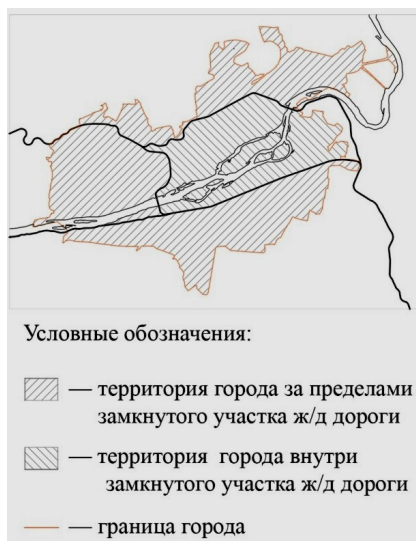 Условные обозначения:
— территория города за пределами
замкнутого участка ж/д дороги
— территория города внутри
замкнутого участка ж/д дороги
— граница города